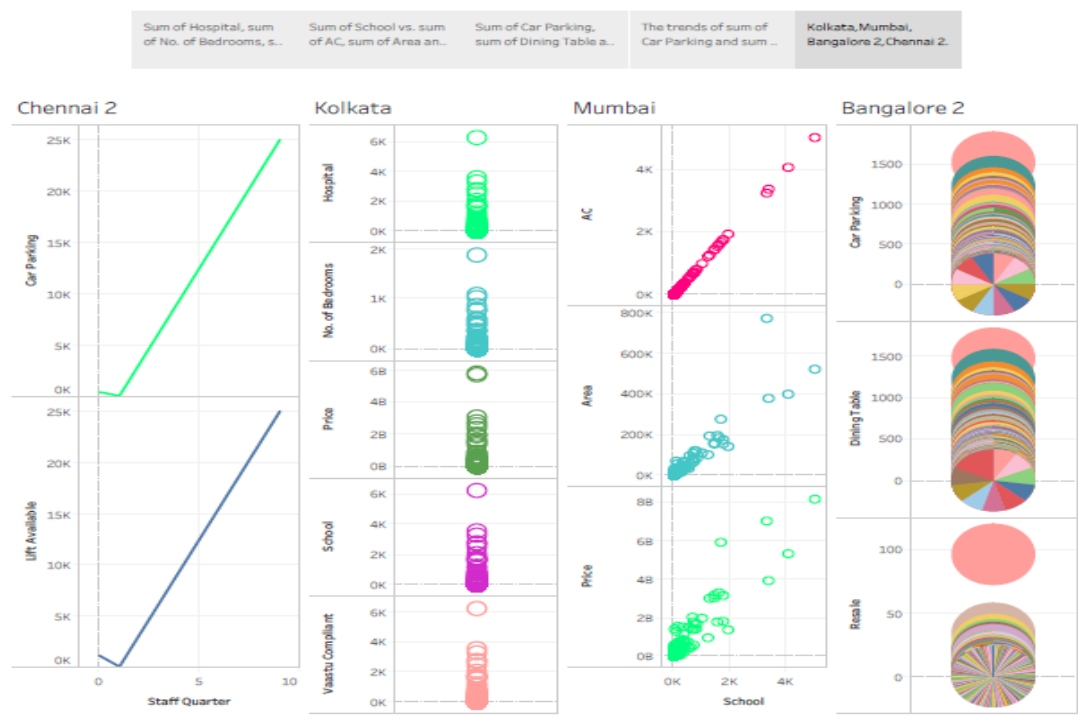 Sum of Hospital, sum
of No. of Bedrooms, s..
Sum of School vs. sum
of AC, sum of Area an..
Sum of Car Parking,
sum of Dining Table a..
The trends of sum of
Car Parking and sum ..
Kolkata,Mumbai,
Bangalore 2,Chennai 2.
Chennai 2
25K
20K
15K
10K
5K
0K
Car Parking
25K
20K
15K
10K
5K
0K
Lift Available
0
5
10
Staff Quarter
Kolkata
6K
4K
2K
0K
Hospital
2K
1K
0K
No. of Bedrooms
6B
4B
2B
0B
Price
6K
4K
2K
0K
School
6K
4K
2K
0K
Vaastu Compliant
Mumbai
4K
2K
0K
AC
800K
600K
400K
200K
0K
Area
8B
6B
4B
2B
0B
Price
0K
2K
4K
School
Bangalore 2
1500
1000
500
0
Car Parking
1500
1000
500
0
Dining Table
100
50
0
Resale